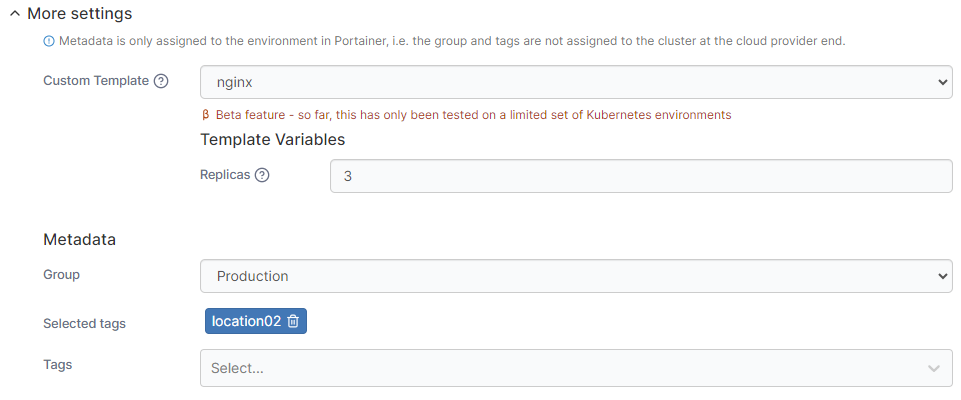 More settings
Metadata is only assigned to the environment in Portainer, i.e. the group and tags are not assigned to the cluster at the cloud provider end.
Custom Template
nginx
β Beta feature - so far, this has only been tested on a limited set of Kubernetes environments
Template Variables
Replicas
3
Metadata
Group
Production
Selected tags
location02
Tags
Select...